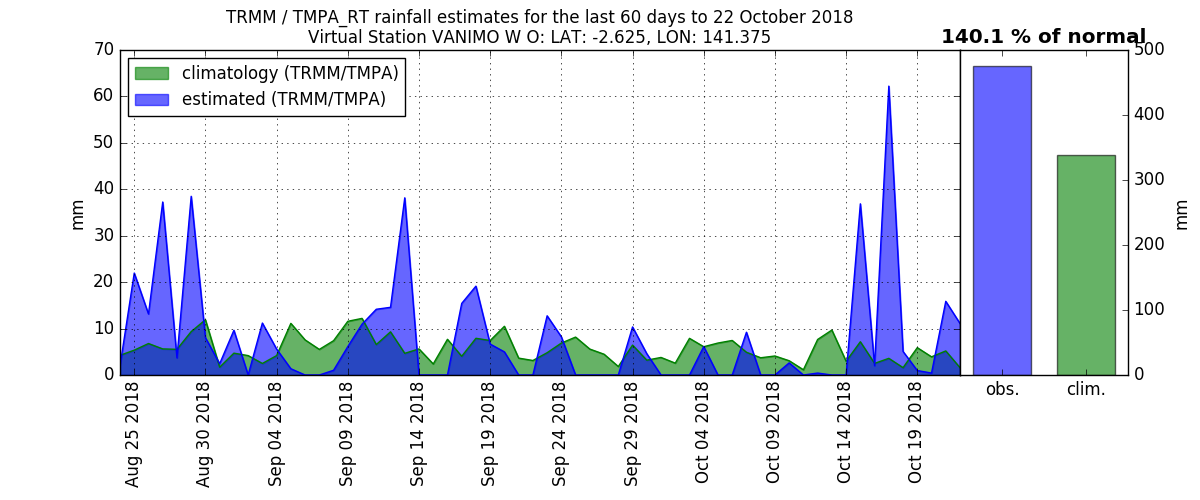 TRMM / TMPA_RT rainfall estimates for the last 60 days to 22 October 2018
Virtual Station VANIMO W O: LAT: -2.625, LON: 141.375
140.1 % of normal
climatology (TRMM/TMPA)
estimated (TRMM/TMPA)
70
60
50
40
30
20
10
0
mm
500
400
300
200
100
0
mm
Aug 25 2018
Aug 30 2018
Sep 04 2018
Sep 09 2018
Sep 14 2018
Sep 19 2018
Sep 24 2018
Sep 29 2018
Oct 04 2018
Oct 09 2018
Oct 14 2018
Oct 19 2018
obs.
clim.